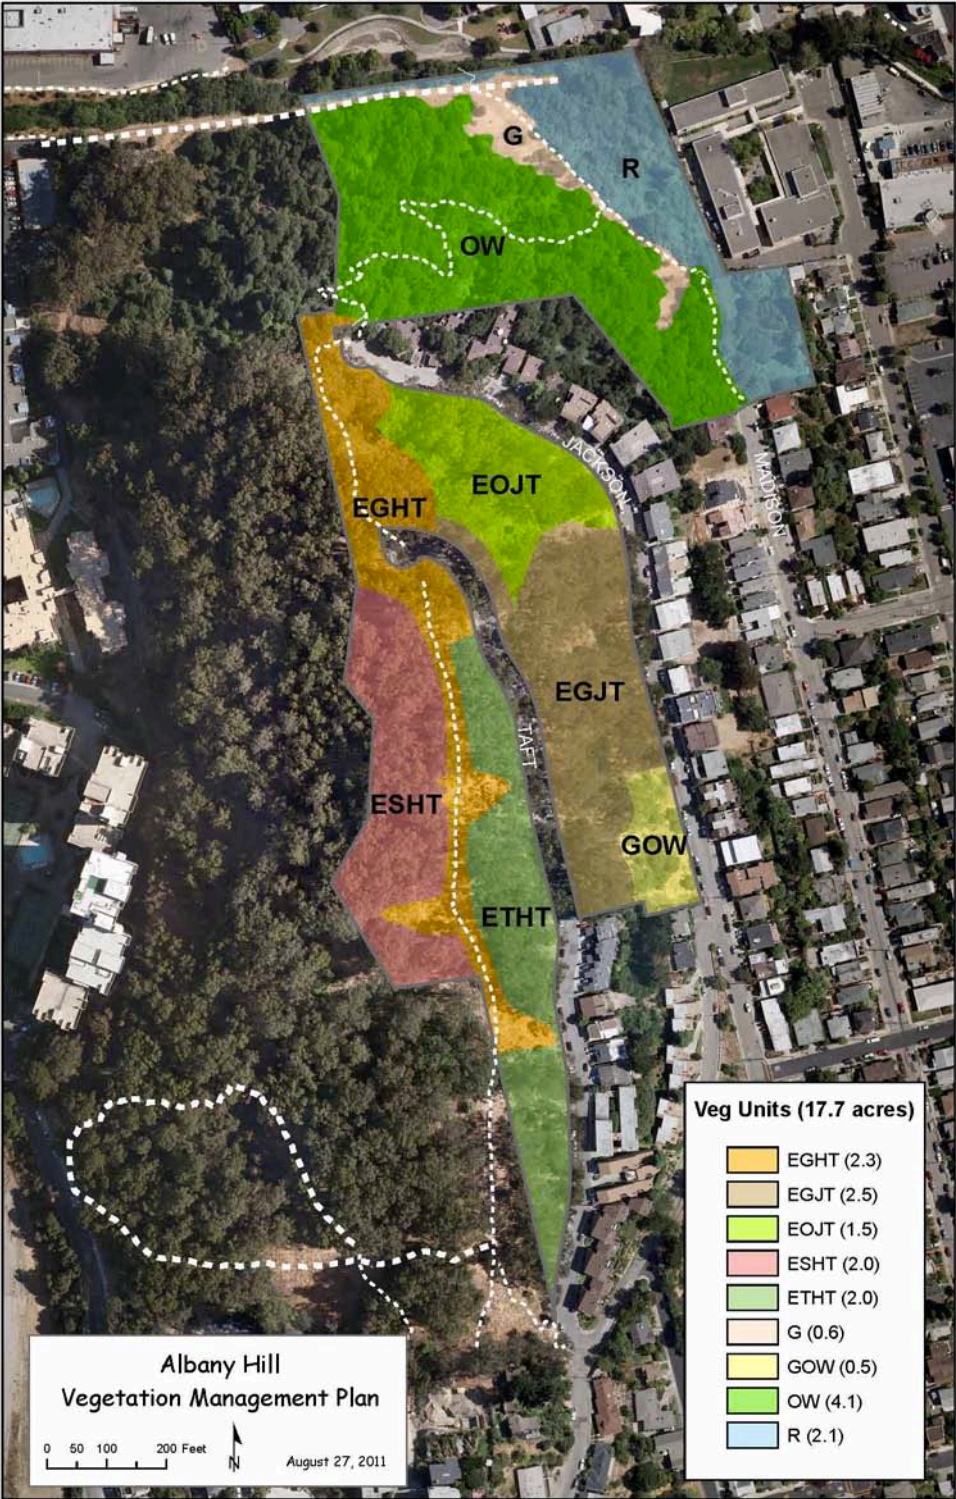 G
R
OW
JACKSON
EOJT
MADISON
EGHT
EGJT
TAFT
ESHT
GOW
ETHT
Veg Units (17.7 acres)
EGHT (2.3)
EGJT (2.5)
EOJT (1.5)
ESHT (2.0)
ETHT (2.0)
G (0.6)
GOW (0.5)
OW (4.1)
R (2.1)
Albany Hill
Vegetation Management Plan
0 50 100 200 Feet
N
August 27, 2011